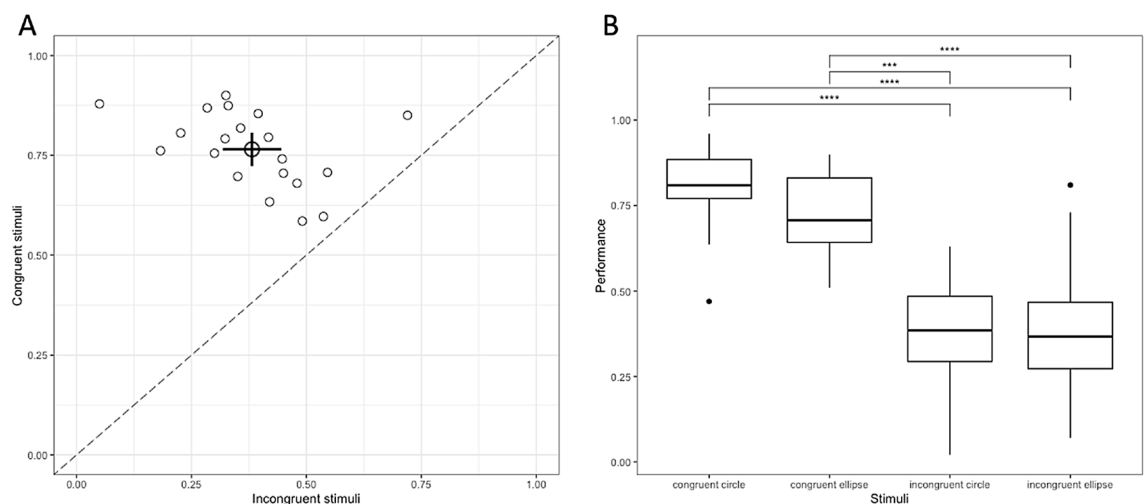 A
1.00
0.75
0.50
0.25
0.00
Congruent stimuli
0.00 0.25 0.50 0.75 1.00
Incongruent stimuli
B
****
***
****
****
1.00
0.75
0.50
0.25
0.00
Performance
congruent circle congruent ellipse incongruent circle incongruent ellipse
Stimuli